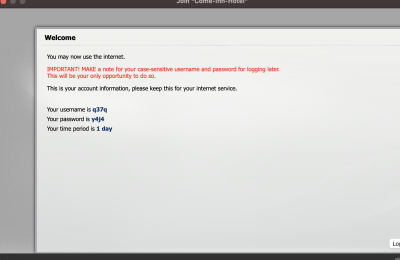 Join "Come-Inn-Hotel"
Welcome
You may now use the internet.
IMPORTANT! MAKE a note for your case-sensitive username and password for logging later.
This will be your only opportunity to do so.
This is your account information, please keep this for your internet service.
Your username is q37q
Your password is y4j4
Your time period is 1 day